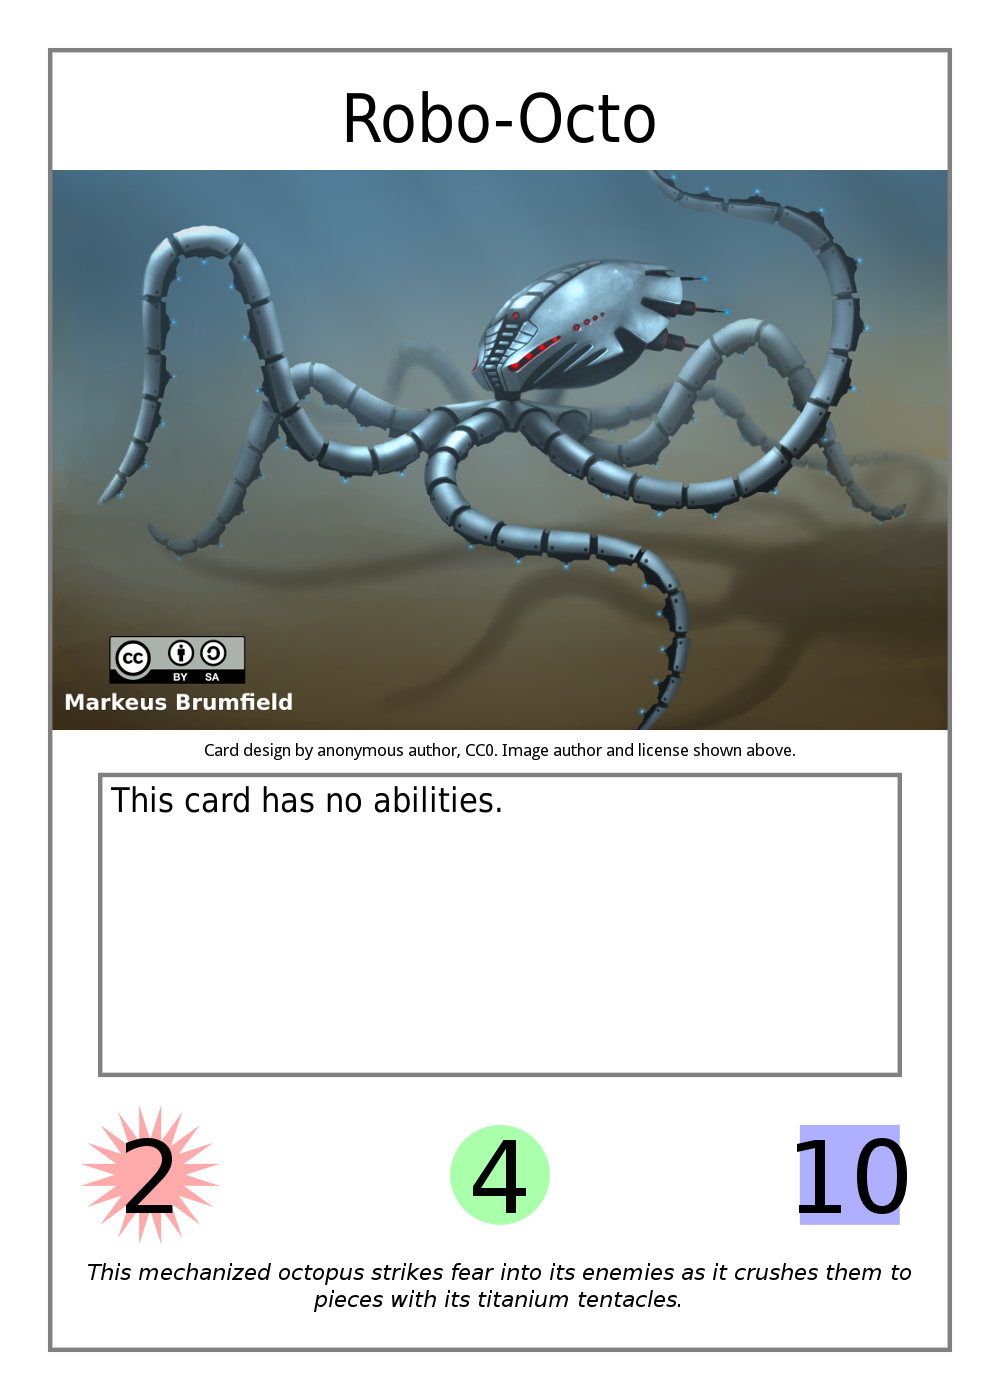 Robo-Octo
cc
BY SA
Markeus Brumfield
Card design by anonymous author, CC0. Image author and license shown above.
This card has no abilities.
2 4 10
This mechanized octopus strikes fear into its enemies as it crushes them to
pieces with its titanium tentacles.